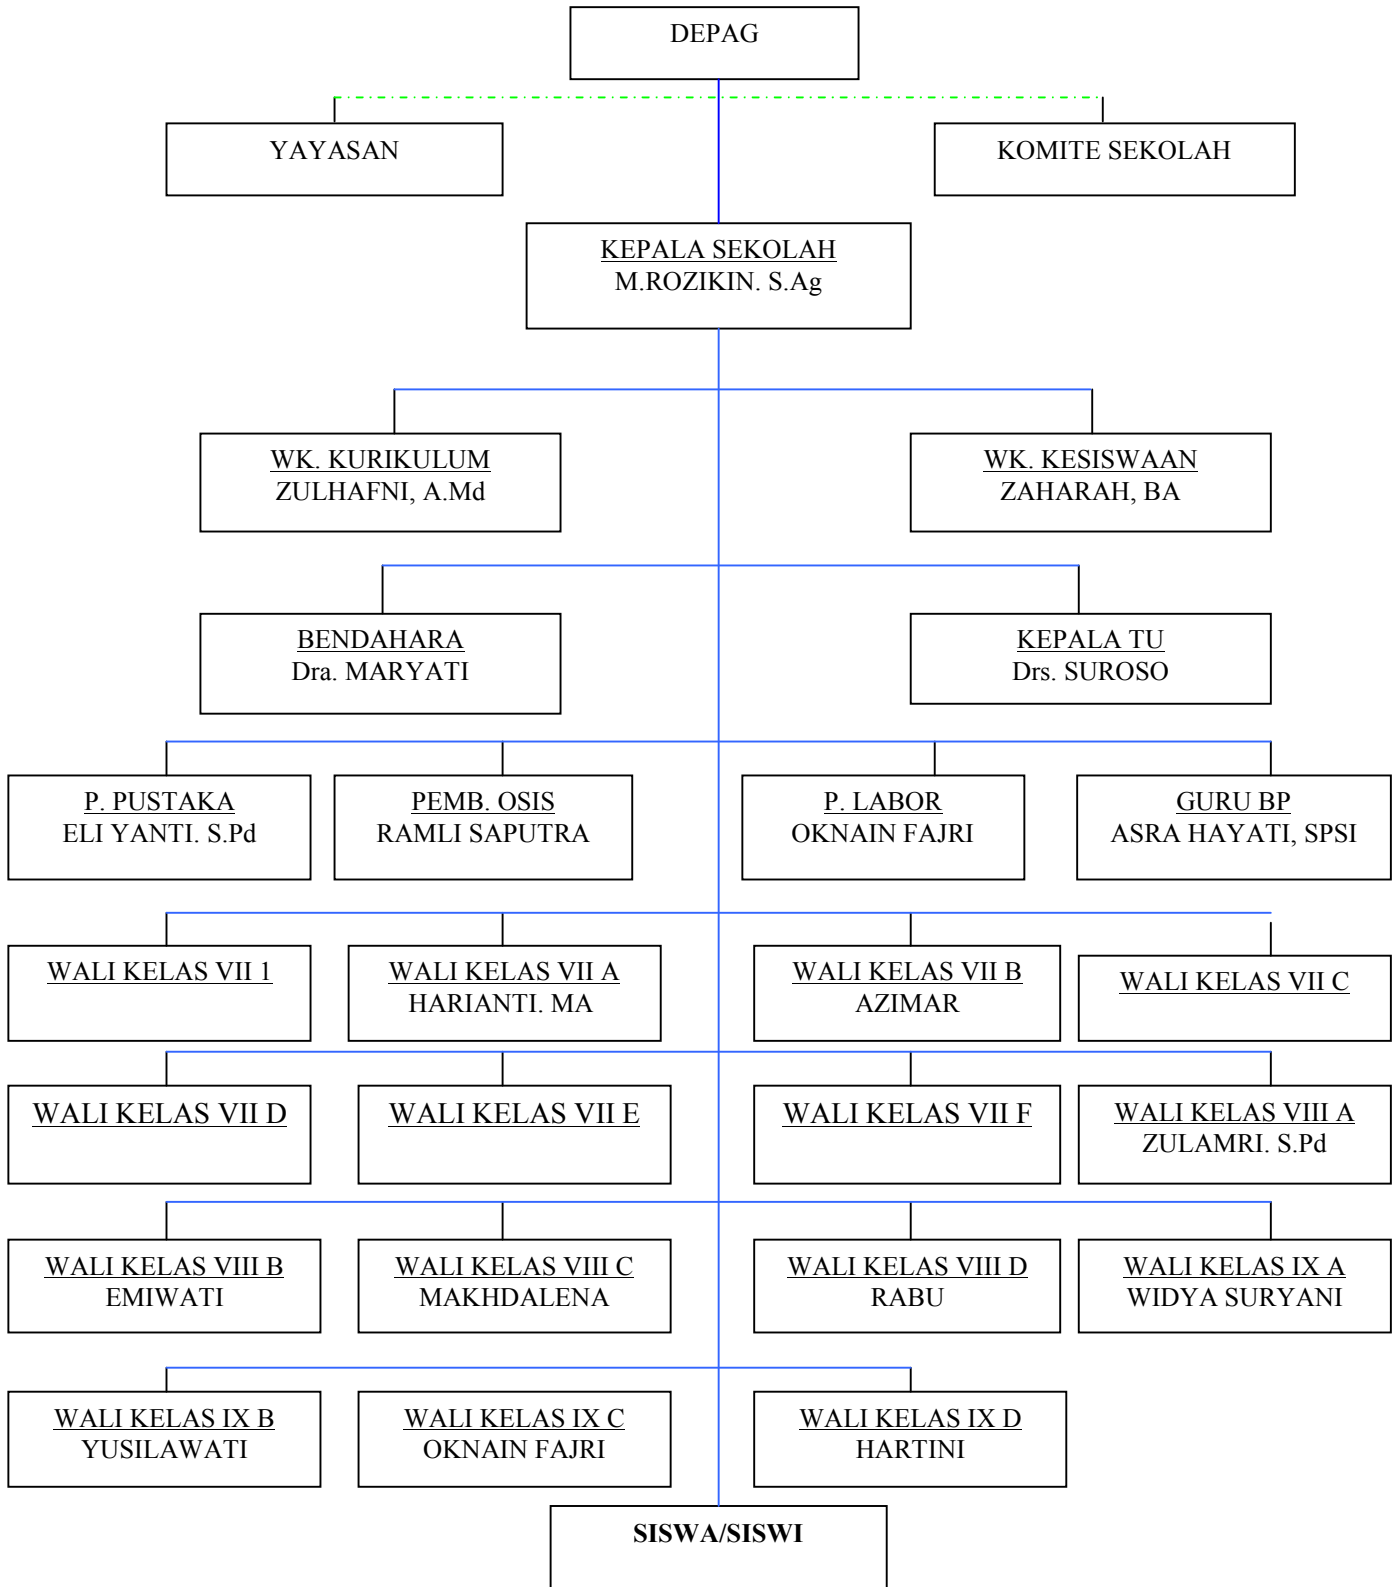 DEPAG
YAYASAN
KOMITE SEKOLAH
KEPALA SEKOLAH
M.ROZIKIN. S.Ag
WK. KURIKULUM
ZULHAFNI, A.Md
WK. KESISWAAN
ZAHARAH, BA
BENDAHARA
Dra. MARYATI
KEPALA TU
Drs. SUROSO
P. PUSTAKA
ELI YANTI. S.Pd
PEMB. OSIS
RAMLI SAPUTRA
P. LABOR
OKNAIN FAJRI
GURU BP
ASRA HAYATI, SPSI
WALI KELAS VII 1
WALI KELAS VII A
HARIANTI. MA
WALI KELAS VII B
AZIMAR
WALI KELAS VII C
WALI KELAS VII D
WALI KELAS VII E
WALI KELAS VII F
WALI KELAS VIII A
ZULAMRI. S.Pd
WALI KELAS VIII B
EMIWATI
WALI KELAS VIII C
MAKHDALENA
WALI KELAS VIII D
RABU
WALI KELAS IX A
WIDYA SURYANI
WALI KELAS IX B
YUSILAWATI
WALI KELAS IX C
OKNAIN FAJRI
WALI KELAS IX D
HARTINI
SISWA/SISWI